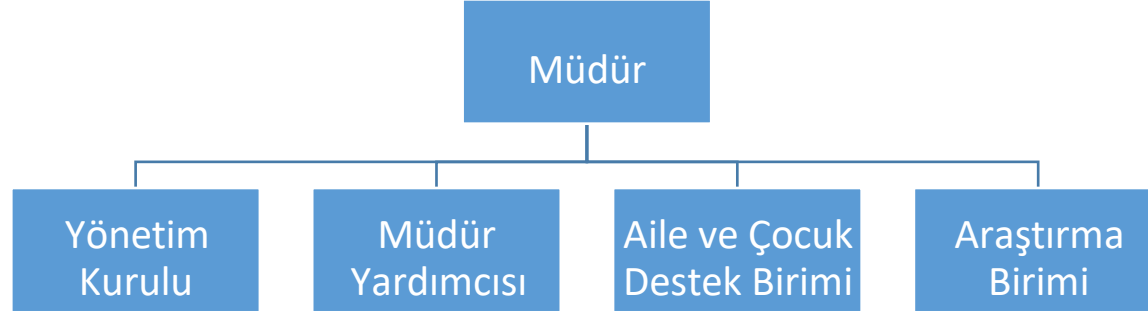 Müdür
Yönetim
Kurulu
Müdür
Yardımcısı
Aile ve Çocuk
Destek Birimi
Araştırma
Birimi